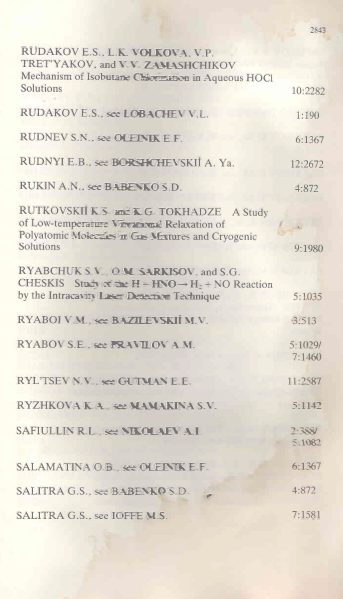 2843
RUDAKOV E.S., L.K. VOLKOVA, V.P.
TRET'YAKOV, and V.V. ZAMASHCHIKOV
Mechanism of Isobutane Chlorination in Aqueous HOCl
Solutions 10:2282
RUDAKOV E.S., see LOBACHEV V.L. 1:190
RUDNEV S.N., see OLEINIK E.F. 6:1367
RUDNYI E.B., see BORSHCHEVSKIĬ A. Ya. 12:2672
RUKIN A.N., see BABENKO S.D. 4:872
RUTKOVSKIĬ K.S. and K.G. TOKHADZE A Study
of Low-temperature Vibrational Relaxation of
Polyatomic Molecules in Gas Mixtures and Cryogenic
Solutions 9:1980
RYABCHUK S.V., O.M. SARKISOV, and S.G.
CHESKIS Study of the H + HNO → H₂ + NO Reaction
by the Intracavity Laser Detection Technique 5:1035
RYABOI V.M., see BAZILEVSKIĬ M.V. 3:513
RYABOV S.E., see PRAVILOV A.M. 5:1029/
7:1460
RYL'TSEV N.V., see GUTMAN E.E. 11:2587
RYZHKOVA K.A., see MAMAKINA S.V. 5:1142
SAFIULLIN R.L., see NIKOLAEV A.I. 2:388/
5:1082
SALAMATINA O.B., see OLEINIK E.F. 6:1367
SALITRA G.S., see BABENKO S.D. 4:872
SALITRA G.S., see IOFFE M.S. 7:1581